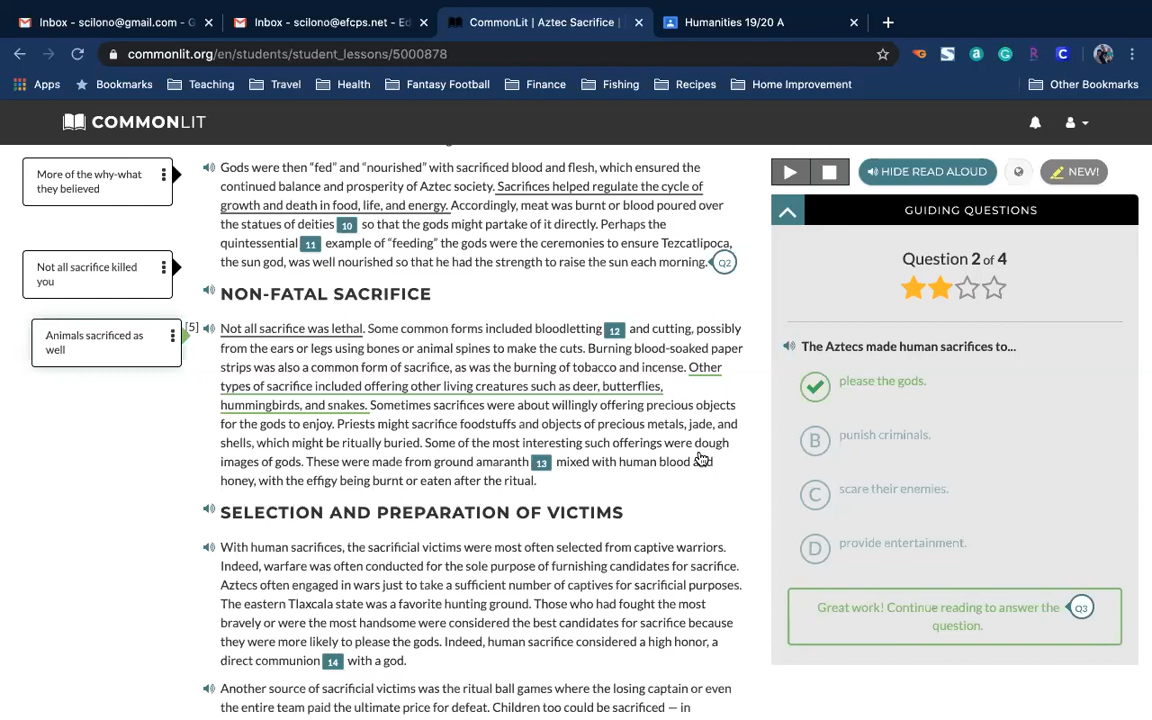 Inbox - scilono@gmail.com - G
Inbox - scilono@efcps.net - Ed
CommonLit | Aztec Sacrifice |
Humanities 19/20 A
commonlit.org/en/students/student_lessons/5000878
Apps
Bookmarks
Teaching
Travel
Health
Fantasy Football
Finance
Fishing
Recipes
Home Improvement
Other Bookmarks
COMMONLIT
More of the why-what
they believed
Not all sacrifice killed
you
Animals sacrificed as
well
Gods were then “fed” and “nourished” with sacrificed blood and flesh, which ensured the
continued balance and prosperity of Aztec society. Sacrifices helped regulate the cycle of
growth and death in food, life, and energy. Accordingly, meat was burnt or blood poured over
the statues of deities 10 so that the gods might partake of it directly. Perhaps the
quintessential 11 example of “feeding” the gods were the ceremonies to ensure Tezcatlipoca,
the sun god, was well nourished so that he had the strength to raise the sun each morning. Q2
NON-FATAL SACRIFICE
[5] Not all sacrifice was lethal. Some common forms included bloodletting 12 and cutting, possibly
from the ears or legs using bones or animal spines to make the cuts. Burning blood-soaked paper
strips was also a common form of sacrifice, as was the burning of tobacco and incense. Other
types of sacrifice included offering other living creatures such as deer, butterflies,
hummingbirds, and snakes. Sometimes sacrifices were about willingly offering precious objects
for the gods to enjoy. Priests might sacrifice foodstuffs and objects of precious metals, jade, and
shells, which might be ritually buried. Some of the most interesting such offerings were dough
images of gods. These were made from ground amaranth 13 mixed with human blood and
honey, with the effigy being burnt or eaten after the ritual.
SELECTION AND PREPARATION OF VICTIMS
With human sacrifices, the sacrificial victims were most often selected from captive warriors.
Indeed, warfare was often conducted for the sole purpose of furnishing candidates for sacrifice.
Aztecs often engaged in wars just to take a sufficient number of captives for sacrificial purposes.
The eastern Tlaxcala state was a favorite hunting ground. Those who had fought the most
bravely or were the most handsome were considered the best candidates for sacrifice because
they were more likely to please the gods. Indeed, human sacrifice considered a high honor, a
direct communion 14 with a god.
Another source of sacrificial victims was the ritual ball games where the losing captain or even
the entire team paid the ultimate price for defeat. Children too could be sacrificed — in
HIDE READ ALOUD
NEW!
GUIDING QUESTIONS
Question 2 of 4
The Aztecs made human sacrifices to...
please the gods.
B punish criminals.
C scare their enemies.
D provide entertainment.
Great work! Continue reading to answer the Q3
question.